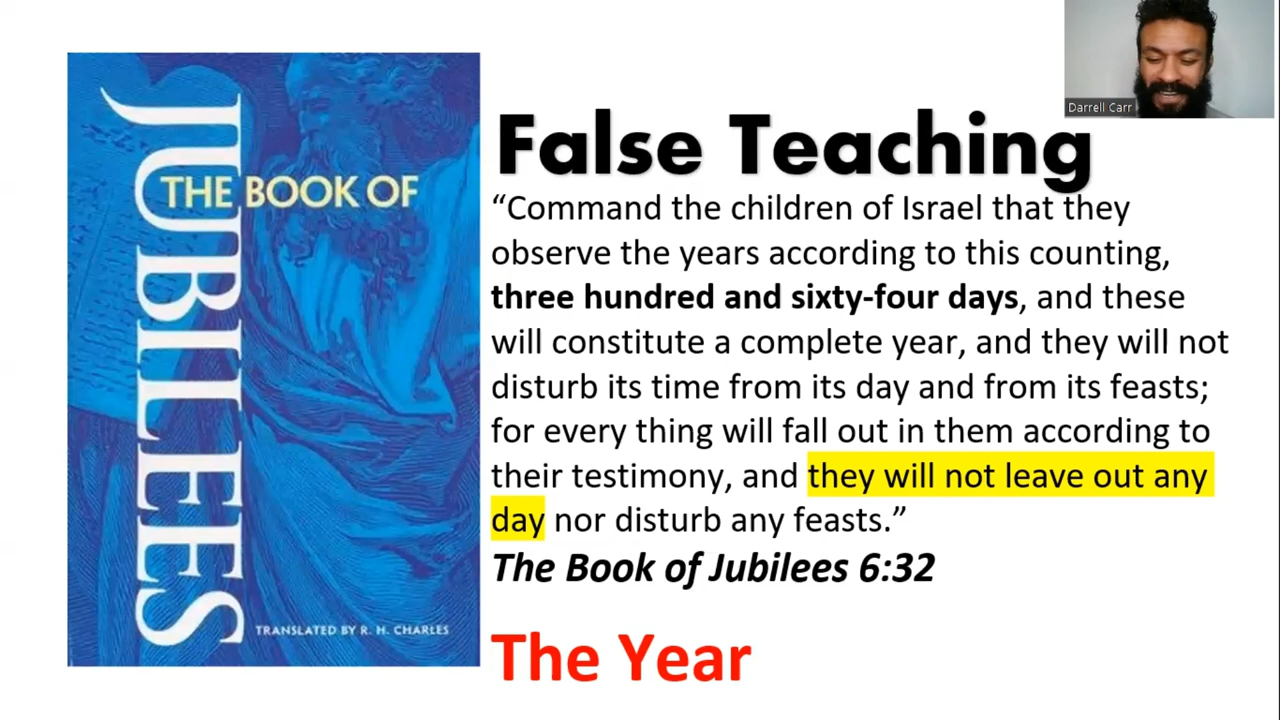 JUBILEES
THE BOOK OF
TRANSLATED BY R. H. CHARLES
Darrell Carr
False Teaching
“Command the children of Israel that they
observe the years according to this counting,
three hundred and sixty-four days, and these
will constitute a complete year, and they will not
disturb its time from its day and from its feasts;
for every thing will fall out in them according to
their testimony, and they will not leave out any
day nor disturb any feasts.”
The Book of Jubilees 6:32
The Year